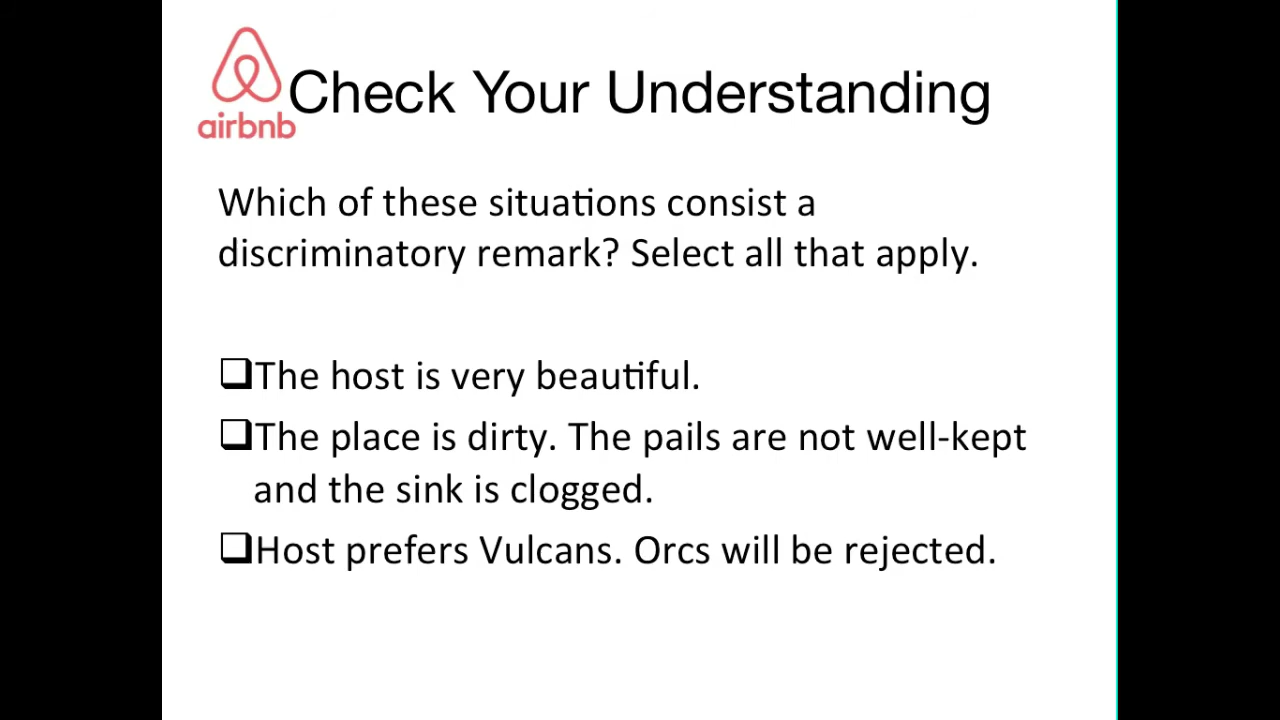 Check Your Understanding
airbnb
Which of these situations consist a
discriminatory remark? Select all that apply.
❑The host is very beautiful.
❑The place is dirty. The pails are not well-kept
and the sink is clogged.
❑Host prefers Vulcans. Orcs will be rejected.